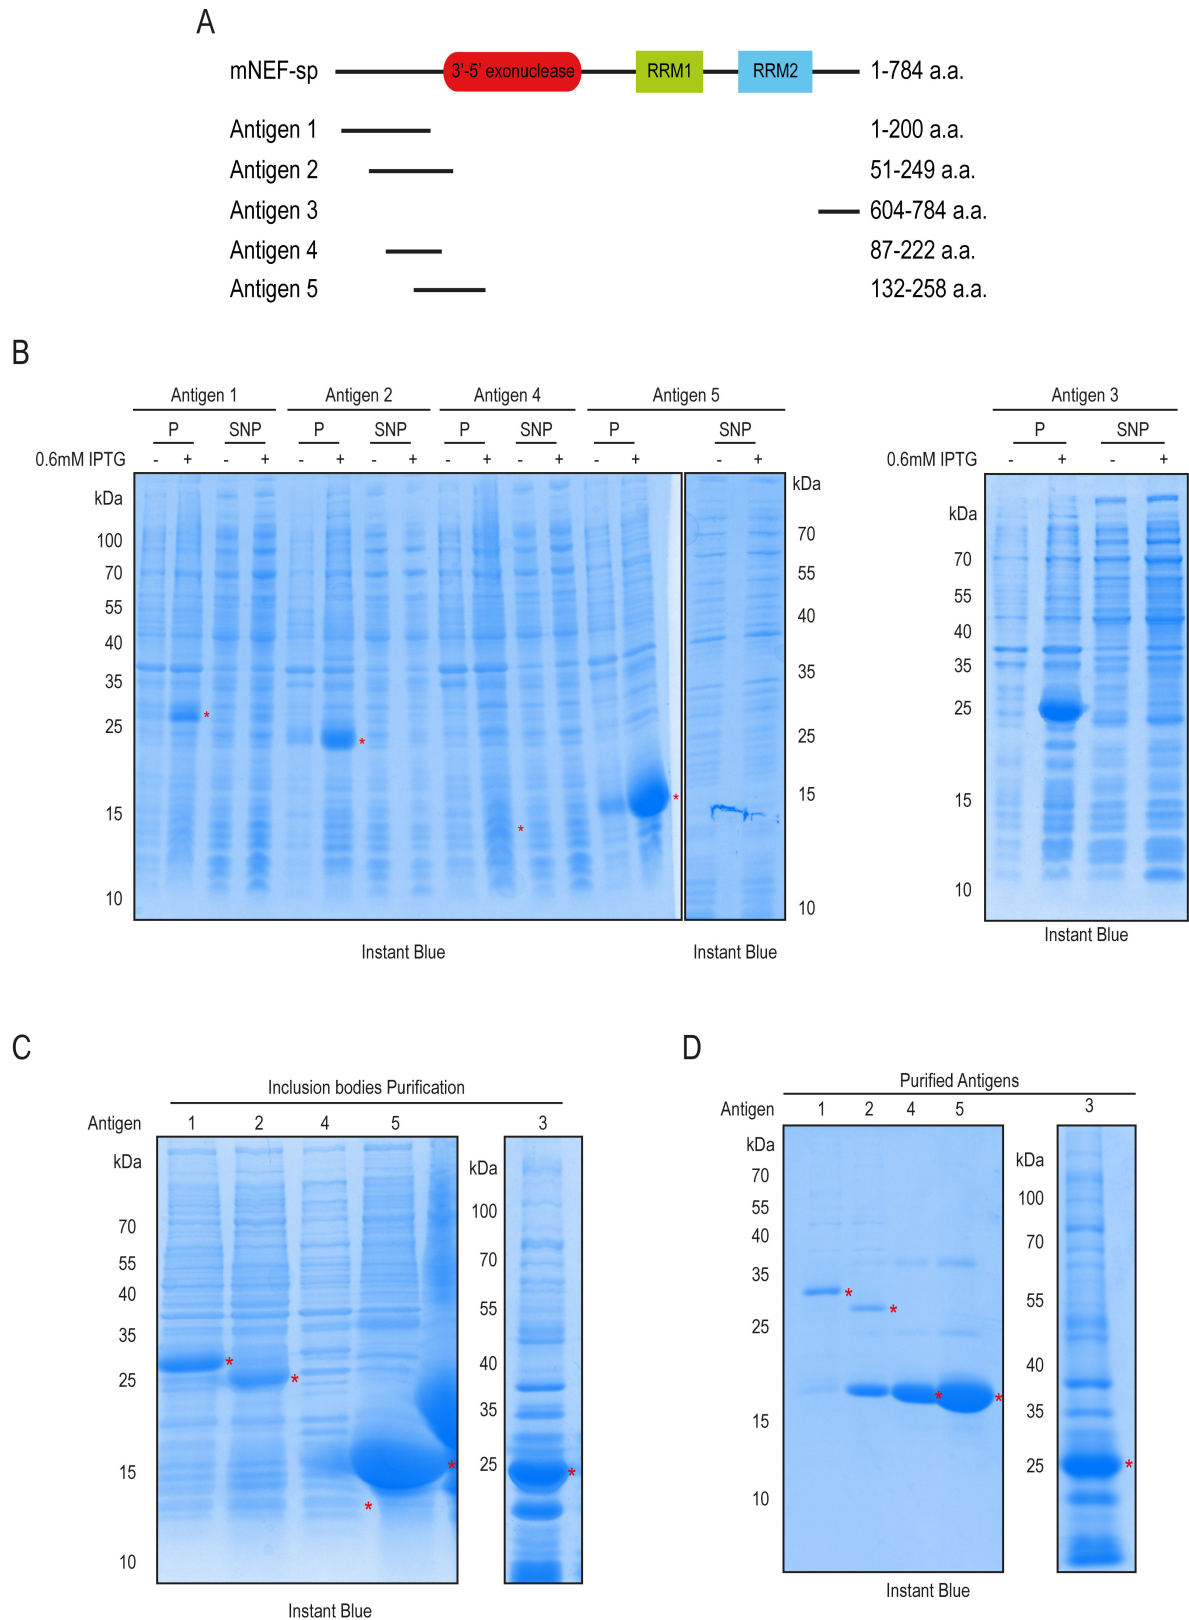 A
mNEF-sp 3'-5' exonuclease RRM1 RRM2 1-784 a.a.
Antigen 1 1-200 a.a.
Antigen 2 51-249 a.a.
Antigen 3 604-784 a.a.
Antigen 4 87-222 a.a.
Antigen 5 132-258 a.a.
B
Antigen 1 Antigen 2 Antigen 4 Antigen 5
P SNP P SNP P SNP P SNP
0.6mM IPTG - + - + - + - + - + - + - + - +
kDa
100
70
55
40
35
25
15
10
* * * *
Instant Blue
kDa
70
55
40
35
25
15
10
Instant Blue
Antigen 3
P SNP
0.6mM IPTG - + - +
kDa
70
55
40
35
25
15
10
Instant Blue
C
Inclusion bodies Purification
Antigen 1 2 4 5 3
kDa
70
55
40
35
25
15
10
* * * *
Instant Blue
kDa
100
70
55
40
35
25
*
D
Purified Antigens
Antigen 1 2 4 5 3
kDa
70
55
40
35
25
15
10
* * * *
Instant Blue
kDa
100
70
55
40
35
25
*